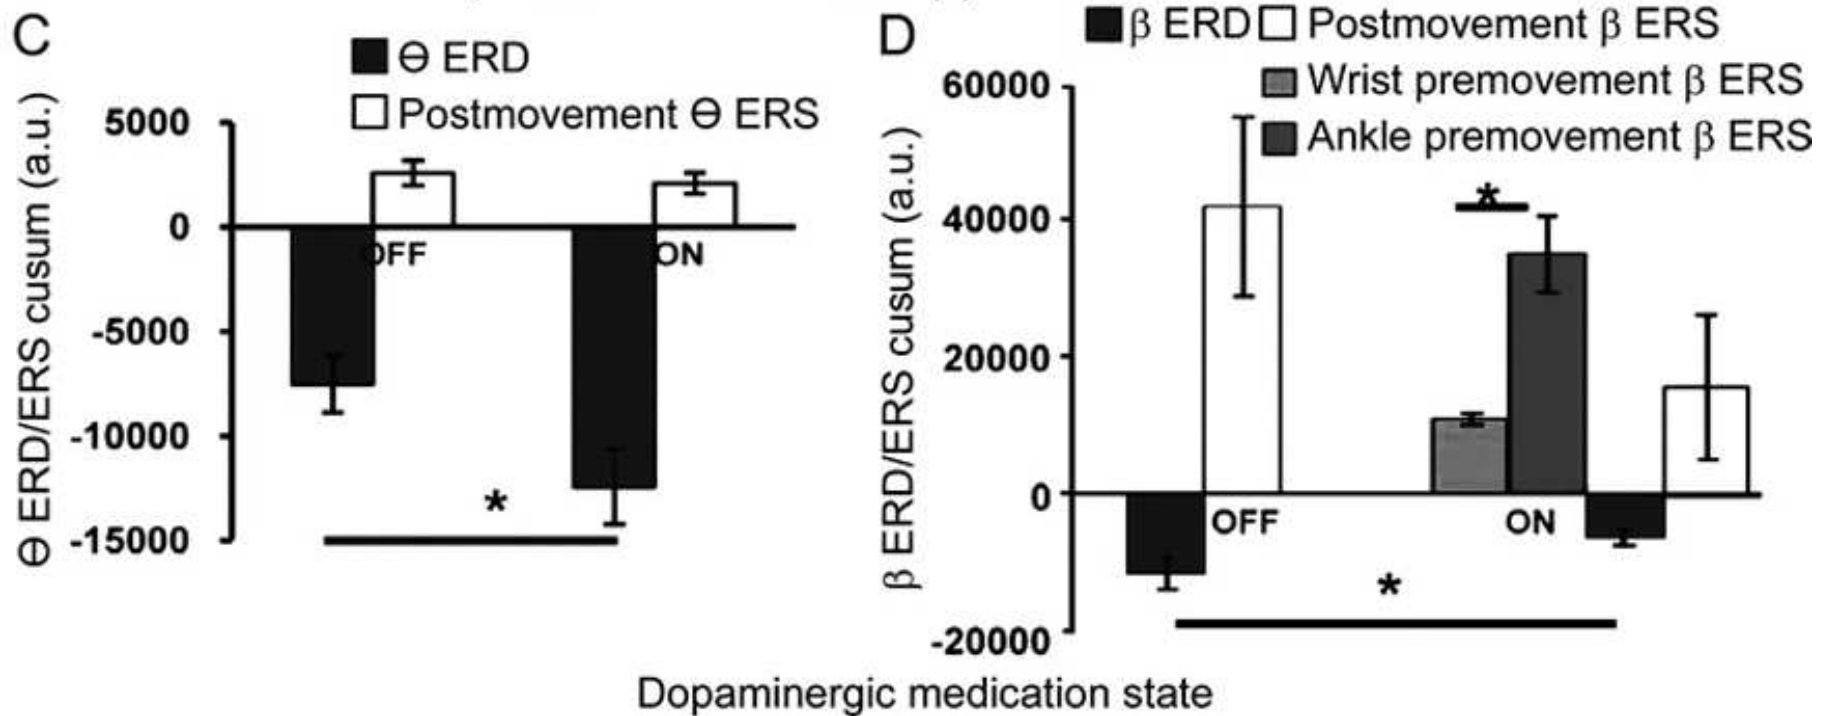 C
Ɵ ERD
Postmovement Ɵ ERS
Ɵ ERD/ERS cusum (a.u.)
5000
0
-5000
-10000
-15000
OFF
ON
*
D
β ERD
Postmovement β ERS
Wrist premovement β ERS
Ankle premovement β ERS
β ERD/ERS cusum (a.u.)
60000
40000
20000
0
-20000
*
OFF
ON
*
Dopaminergic medication state